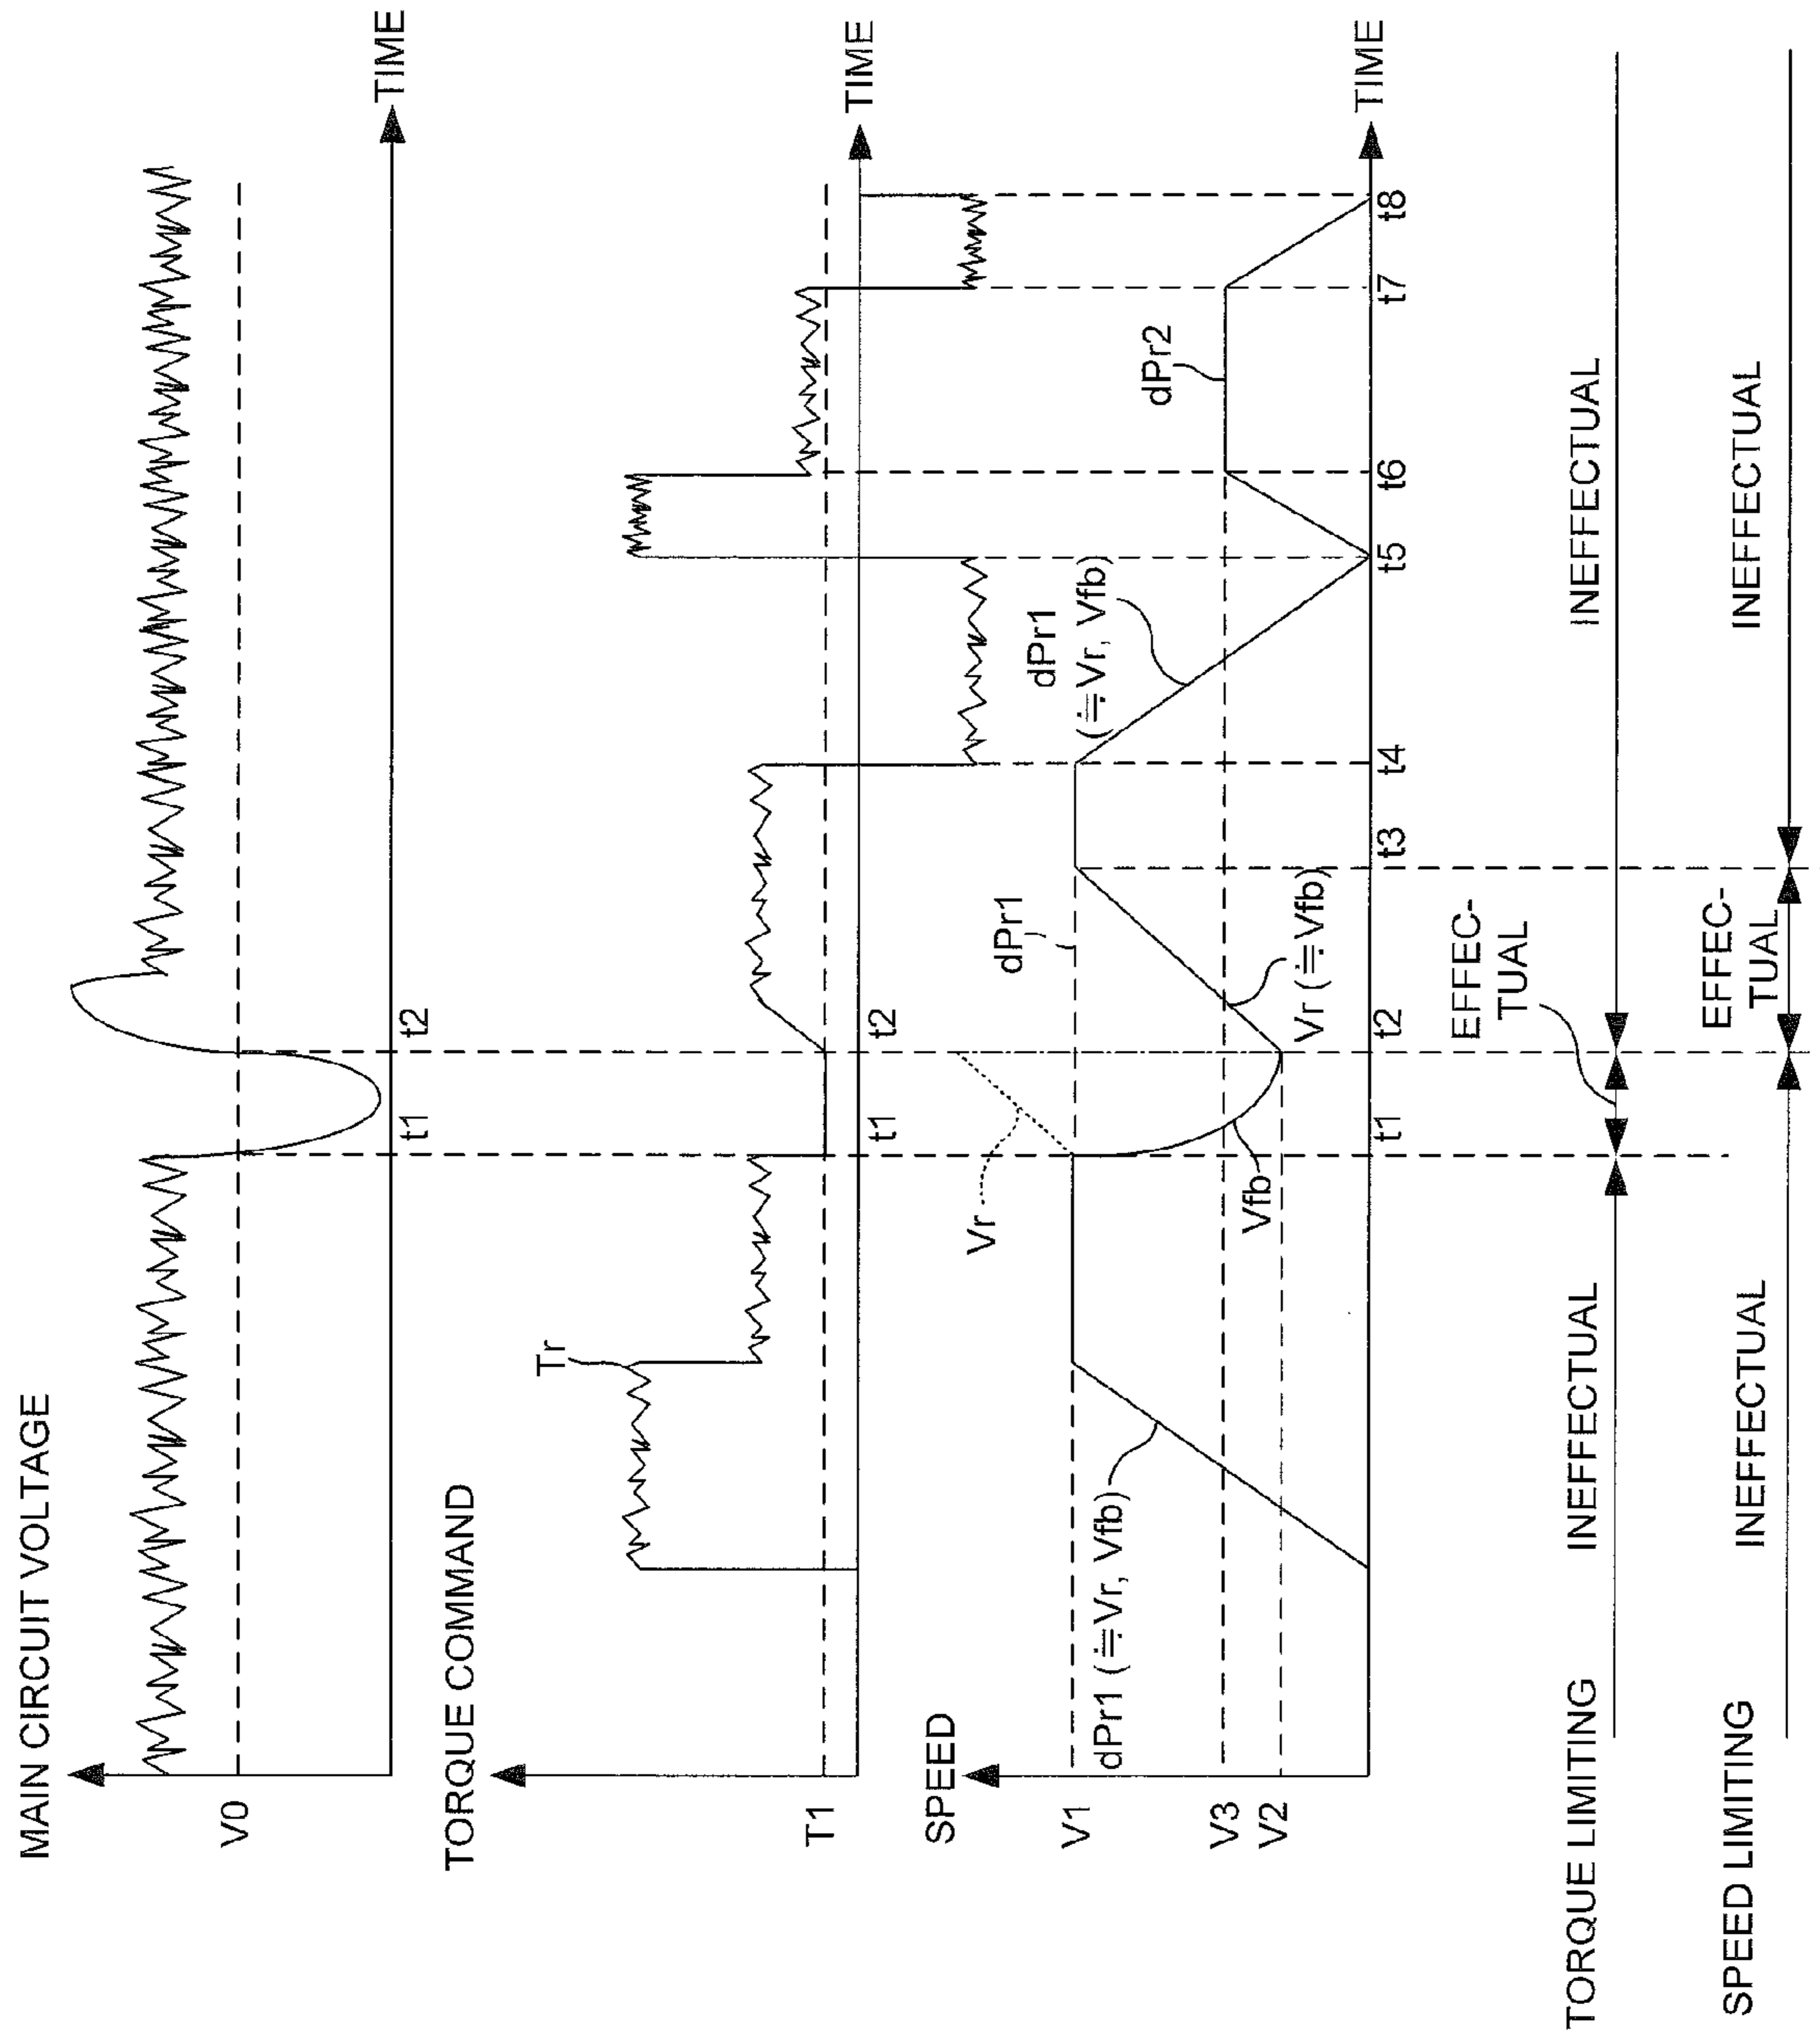 MAIN CIRCUIT VOLTAGE
V0
t1
t2
TIME
TORQUE COMMAND
Tr
T1
t1
t2
TIME
SPEED
V1
V3
V2
dPr1 (≒Vr, Vfb)
Vr
Vfb
dPr1
Vr (≒Vfb)
dPr1
(≒Vr, Vfb)
dPr2
t1
t2
t3
t4
t5
t6
t7
t8
TIME
TORQUE LIMITING
INEFFECTUAL
EFFEC-
TUAL
INEFFECTUAL
SPEED LIMITING
INEFFECTUAL
EFFEC-
TUAL
INEFFECTUAL